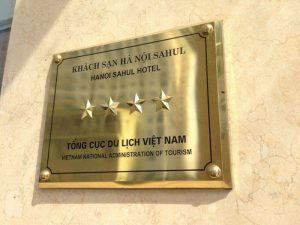 KHÁCH SẠN HÀ NỘI SAHUL
HANOI SAHUL HOTEL
TỔNG CỤC DU LỊCH VIỆT NAM
VIETNAM NATIONAL ADMINISTRATION OF TOURISM